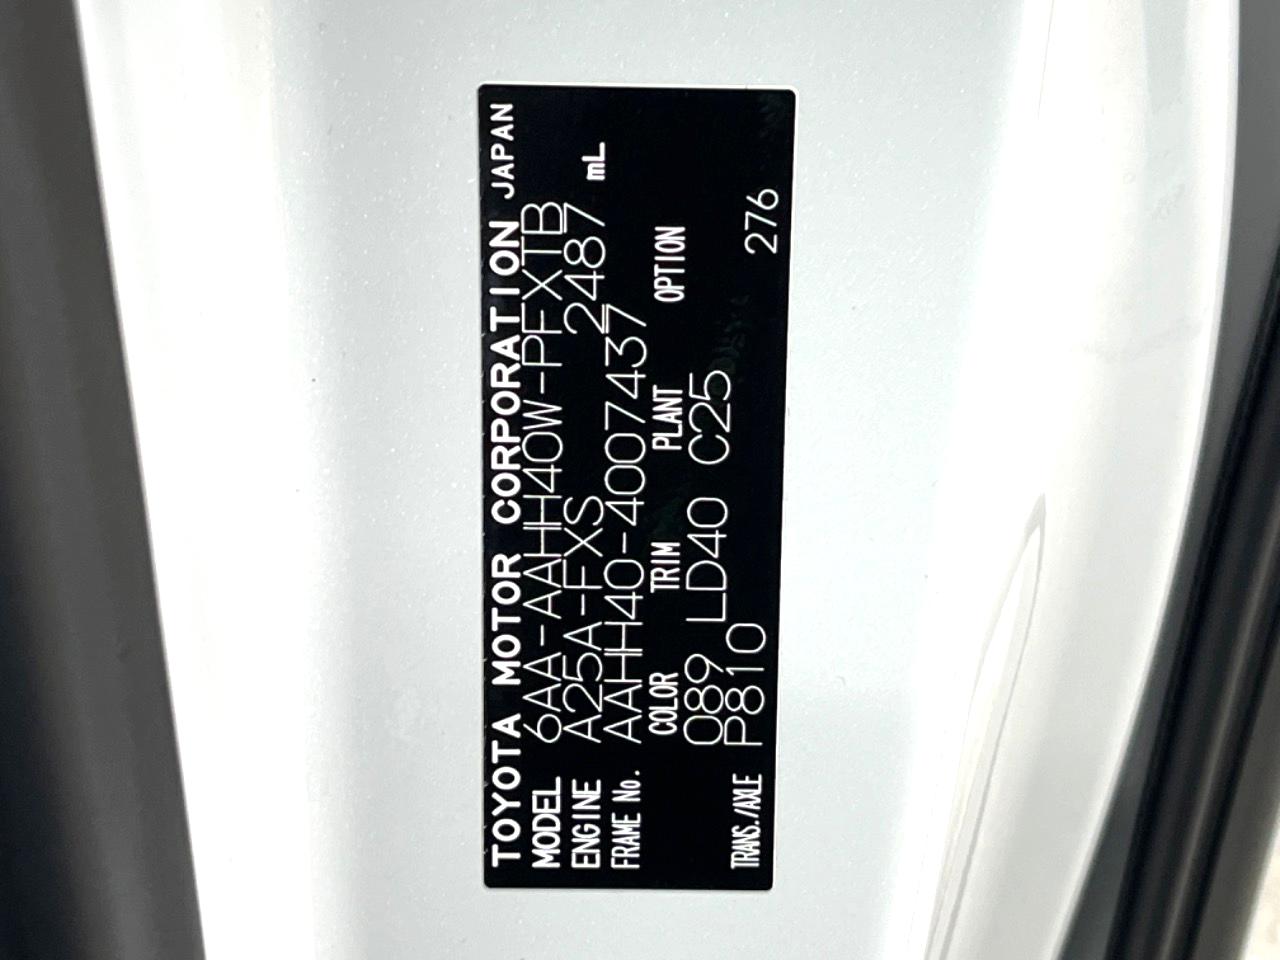 TOYOTA MOTOR CORPORATION JAPAN
MODEL 6AA-AAHH40W-PFXTB
ENGINE A25A-FXS 2487 mL
FRAME No. AAHH40-4007437
COLOR TRIM PLANT OPTION
089 LD40 C25
TRANS./AXLE P810 276